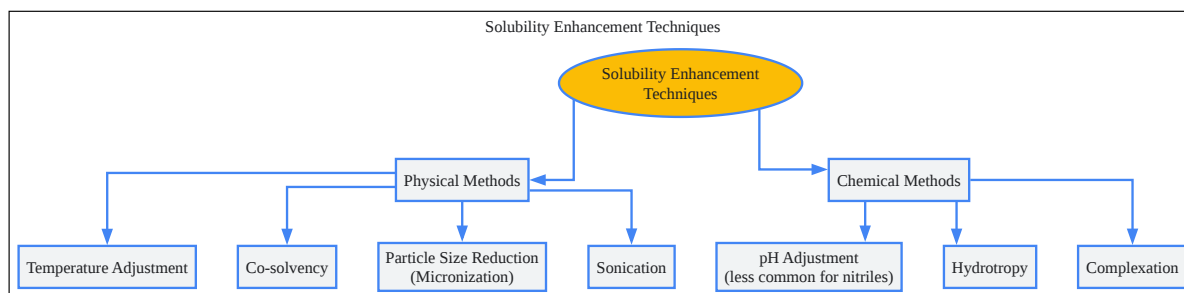 Solubility Enhancement Techniques
Solubility Enhancement
Techniques
Physical Methods
Chemical Methods
Temperature Adjustment
Co-solvency
Particle Size Reduction
(Micronization)
Sonication
pH Adjustment
(less common for nitriles)
Hydrotropy
Complexation